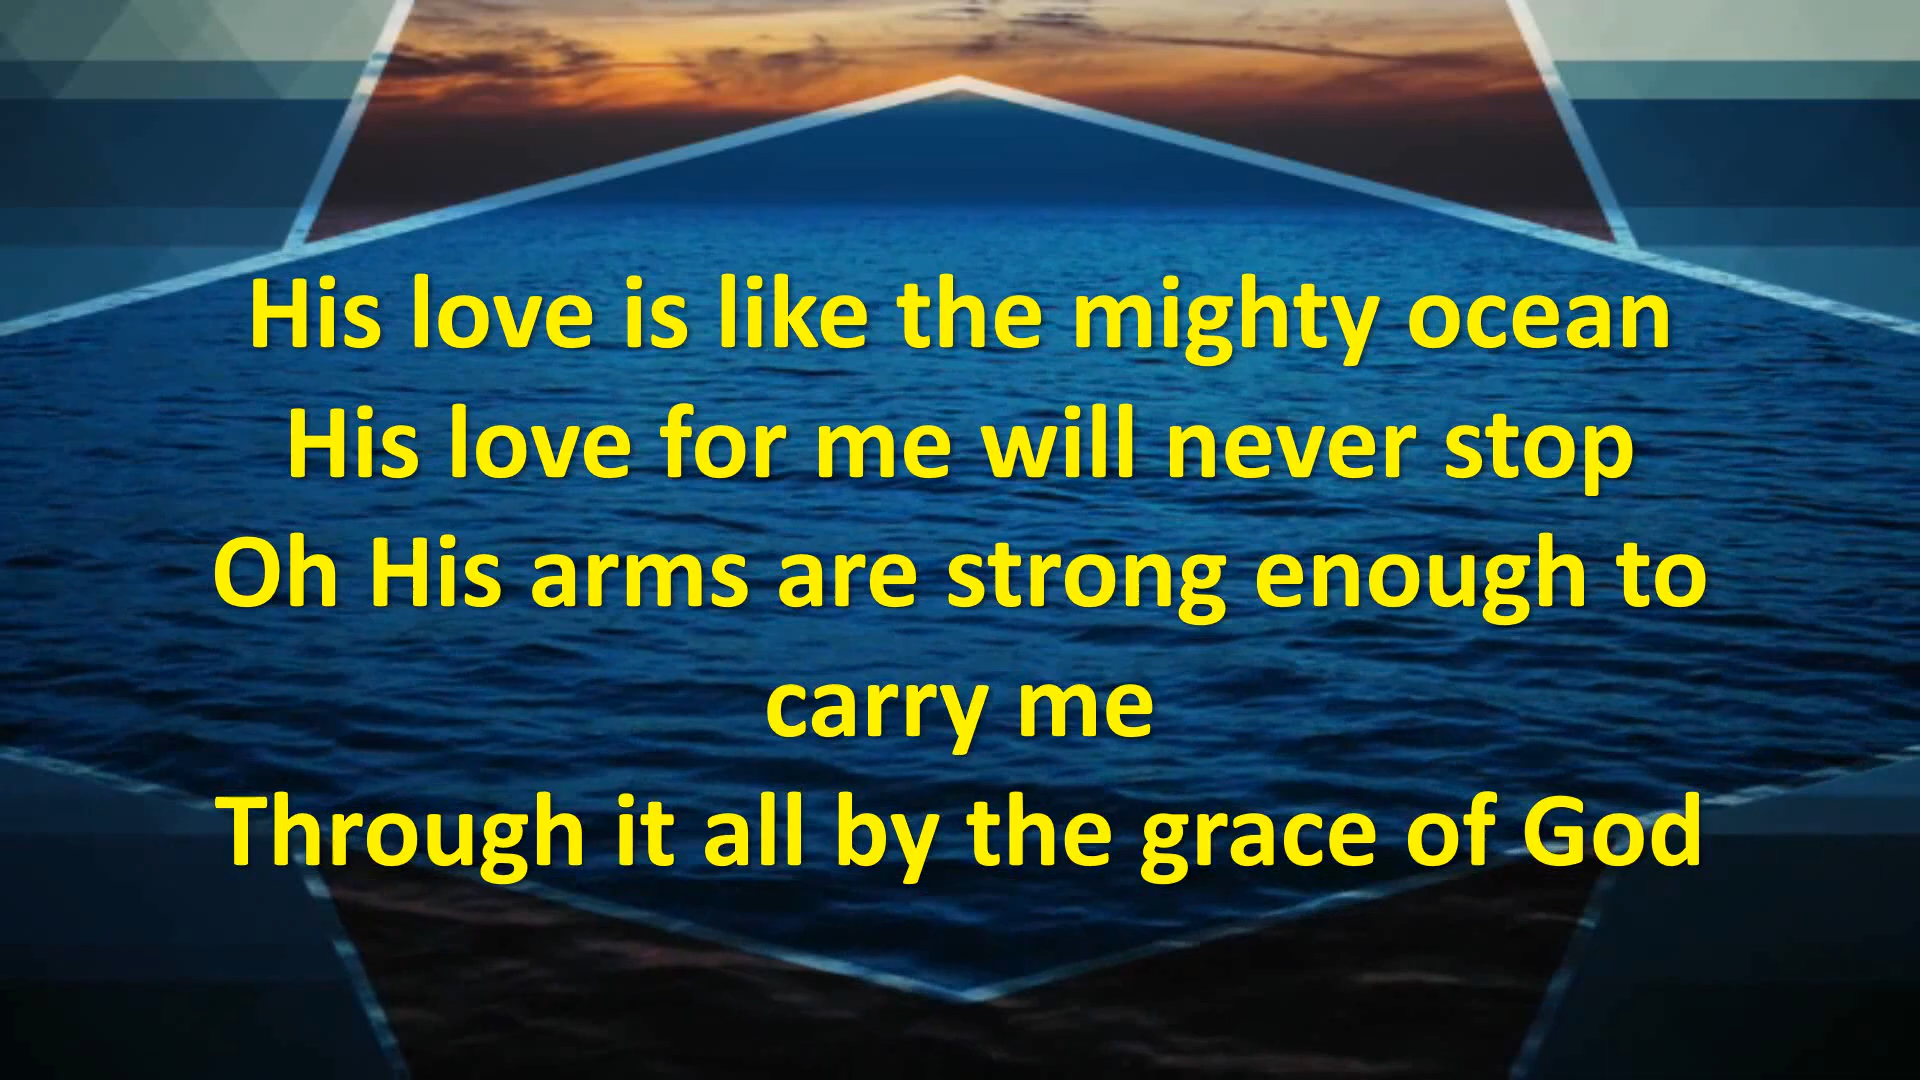 His love is like the mighty ocean
His love for me will never stop
Oh His arms are strong enough to
carry me
Through it all by the grace of God